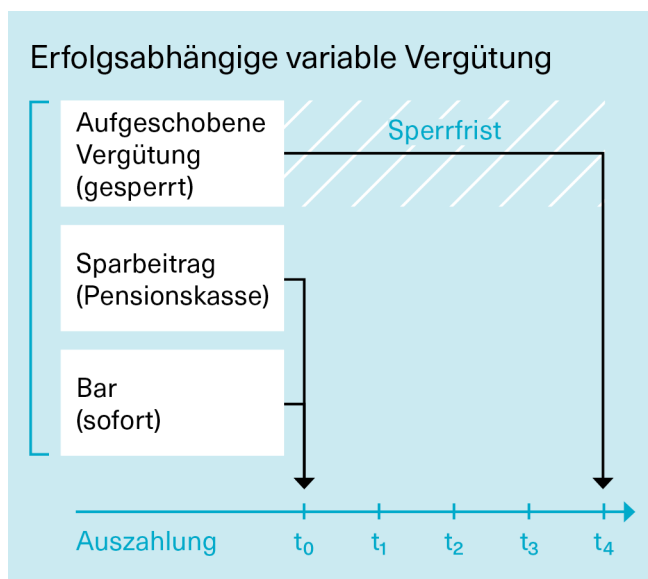 Erfolgsabhängige variable Vergütung
Aufgeschobene
Vergütung
(gesperrt)
Sperrfrist
Sparbeitrag
(Pensionskasse)
Bar
(sofort)
Auszahlung t₀ t₁ t₂ t₃ t₄